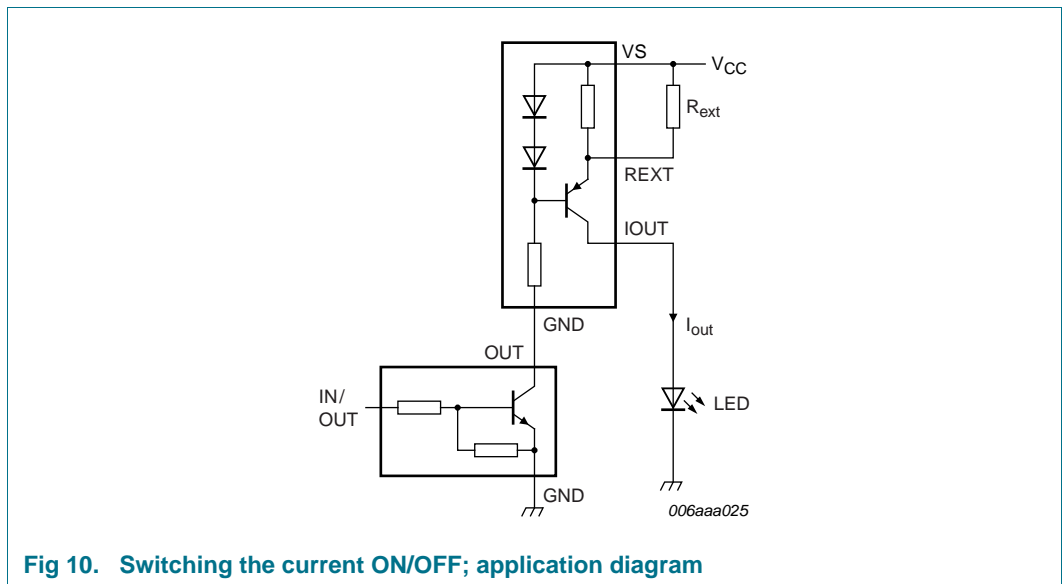 VS
VCC
Rext
REXT
IOUT
GND
Iout
OUT
IN/
OUT
LED
GND
006aaa025
Fig 10. Switching the current ON/OFF; application diagram